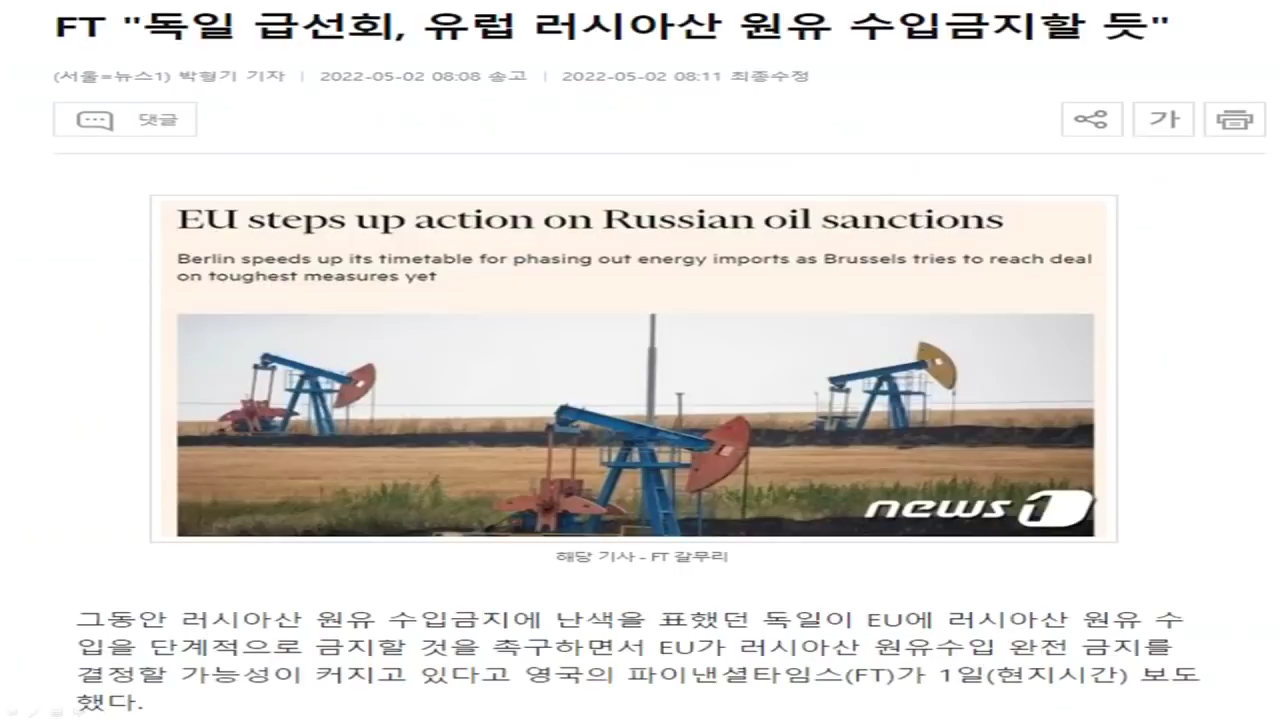 FT "독일 급선회, 유럽 러시아산 원유 수입금지할 듯"
(서울=뉴스1) 박형기 기자 | 2022-05-02 08:08 송고 | 2022-05-02 08:11 최종수정
댓글
가
EU steps up action on Russian oil sanctions
Berlin speeds up its timetable for phasing out energy imports as Brussels tries to reach deal
on toughest measures yet
news1
해당 기사 - FT 갈무리
그동안 러시아산 원유 수입금지에 난색을 표했던 독일이 EU에 러시아산 원유 수
입을 단계적으로 금지할 것을 촉구하면서 EU가 러시아산 원유수입 완전 금지를
결정할 가능성이 커지고 있다고 영국의 파이낸셜타임스(FT)가 1일(현지시간) 보도
했다.